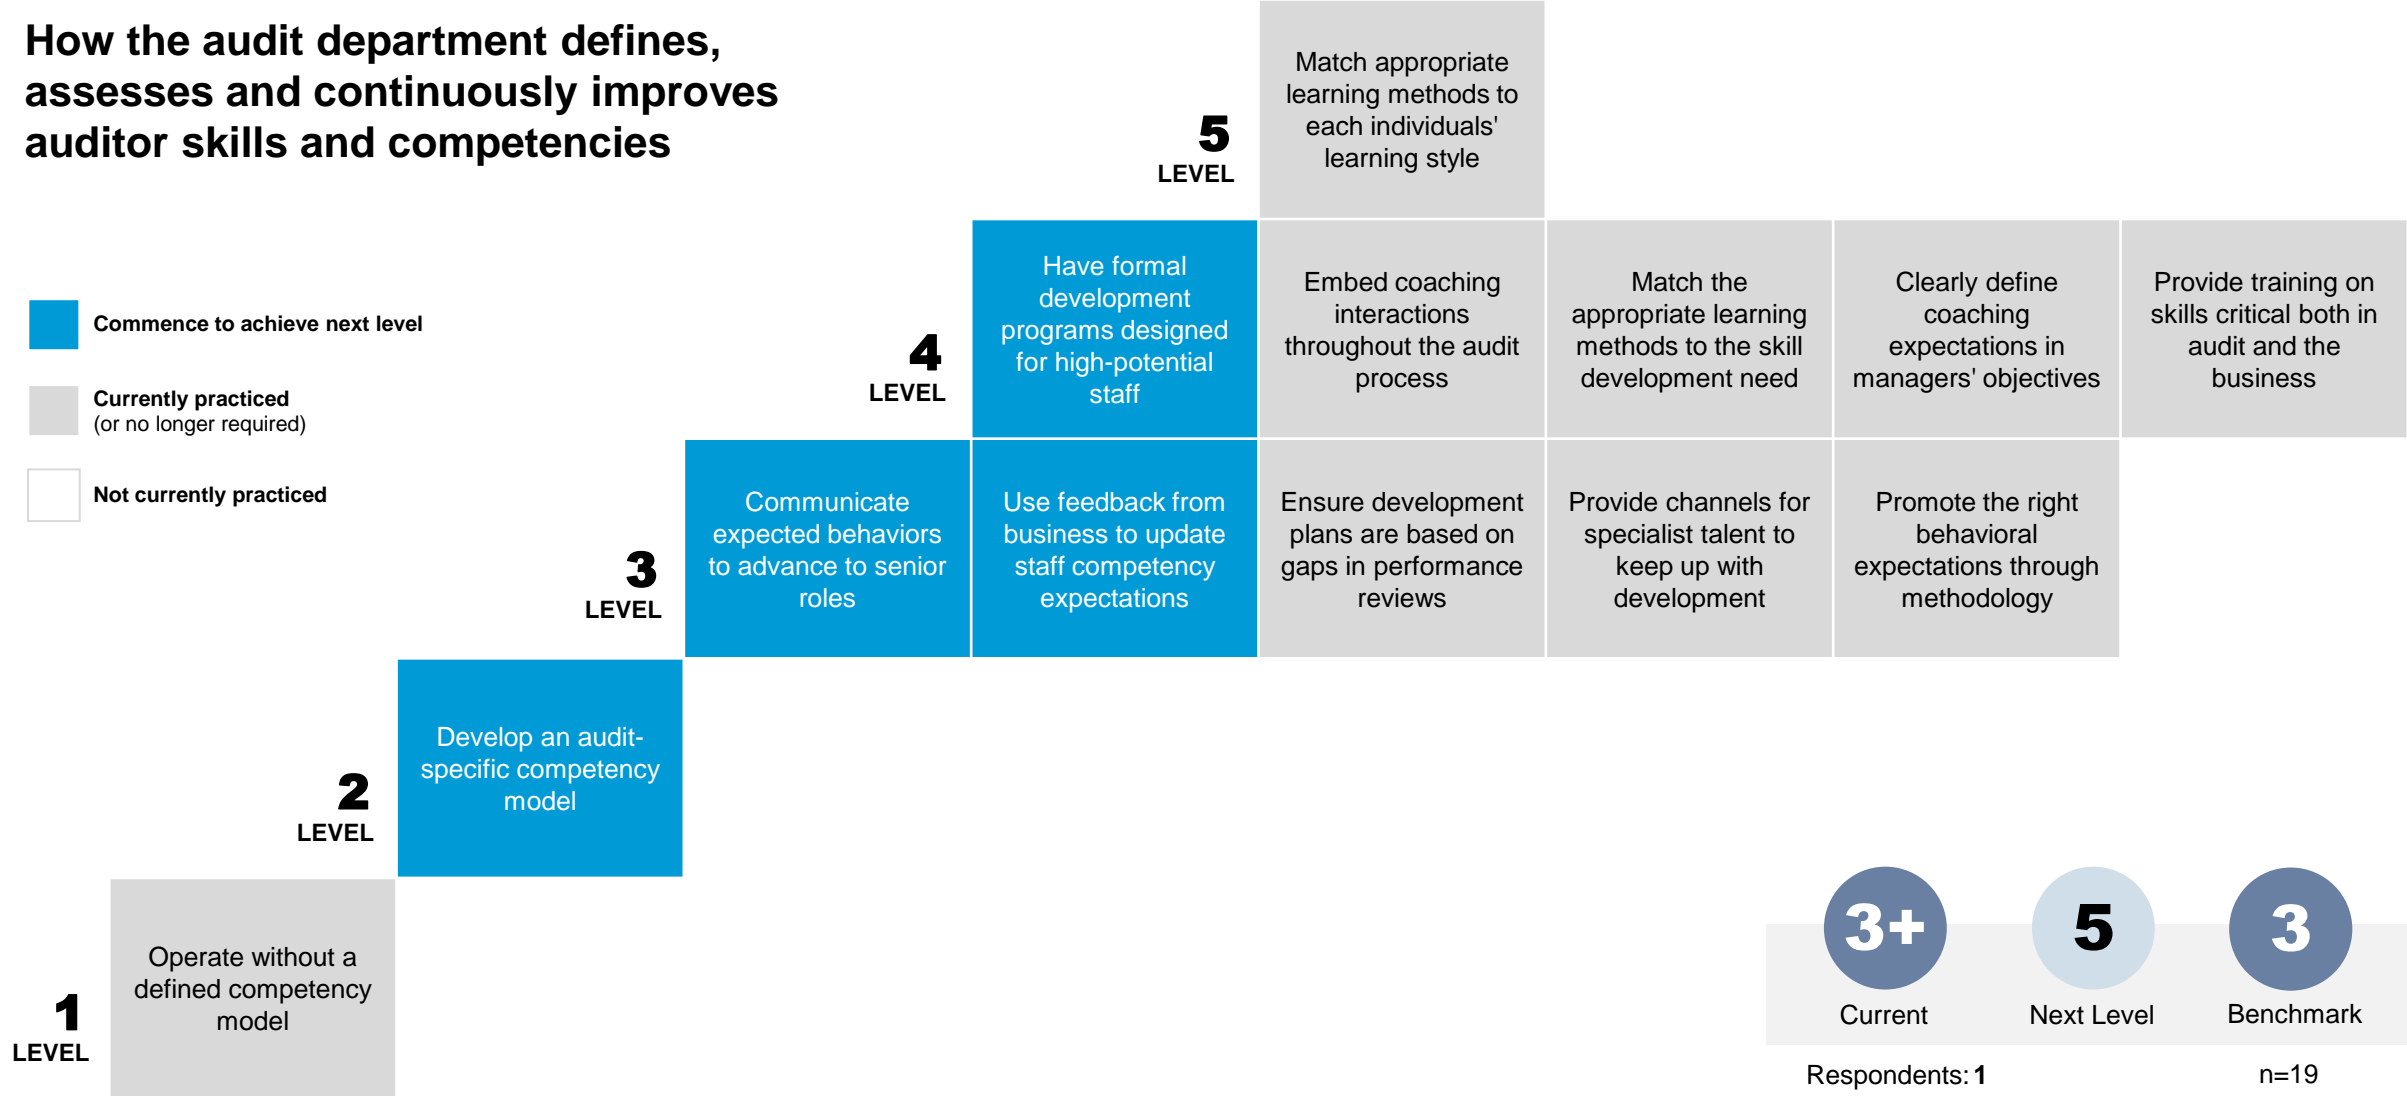 How the audit department defines,
assesses and continuously improves
auditor skills and competencies
Commence to achieve next level
Currently practiced
(or no longer required)
Not currently practiced
5
LEVEL
Match appropriate
learning methods to
each individuals'
learning style
4
LEVEL
Have formal
development
programs designed
for high-potential
staff
Embed coaching
interactions
throughout the audit
process
Match the
appropriate learning
methods to the skill
development need
Clearly define
coaching
expectations in
managers' objectives
Provide training on
skills critical both in
audit and the
business
3
LEVEL
Communicate
expected behaviors
to advance to senior
roles
Use feedback from
business to update
staff competency
expectations
Ensure development
plans are based on
gaps in performance
reviews
Provide channels for
specialist talent to
keep up with
development
Promote the right
behavioral
expectations through
methodology
2
LEVEL
Develop an audit-
specific competency
model
1
LEVEL
Operate without a
defined competency
model
3+
Current
5
Next Level
3
Benchmark
Respondents: 1
n=19